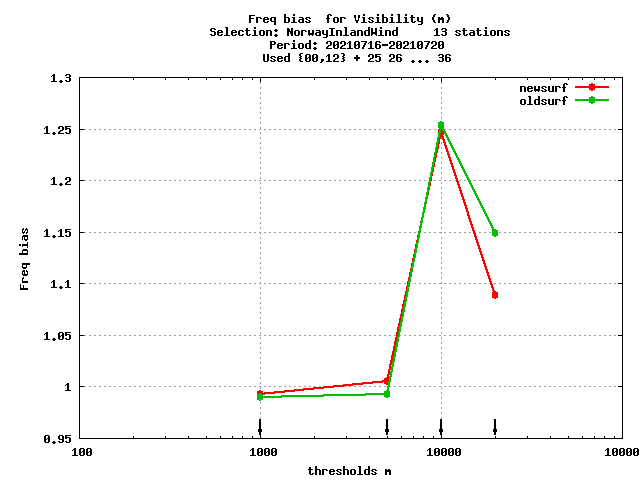 Freq bias  for Visibility (m)
Selection: NorwayInlandWind     13 stations
Period: 20210716-20210720
Used {00,12} + 25 26 ... 36
newsurf
oldsurf
1.3
1.25
1.2
1.15
1.1
1.05
1
0.95
Freq bias
100
1000
10000
10000
thresholds m